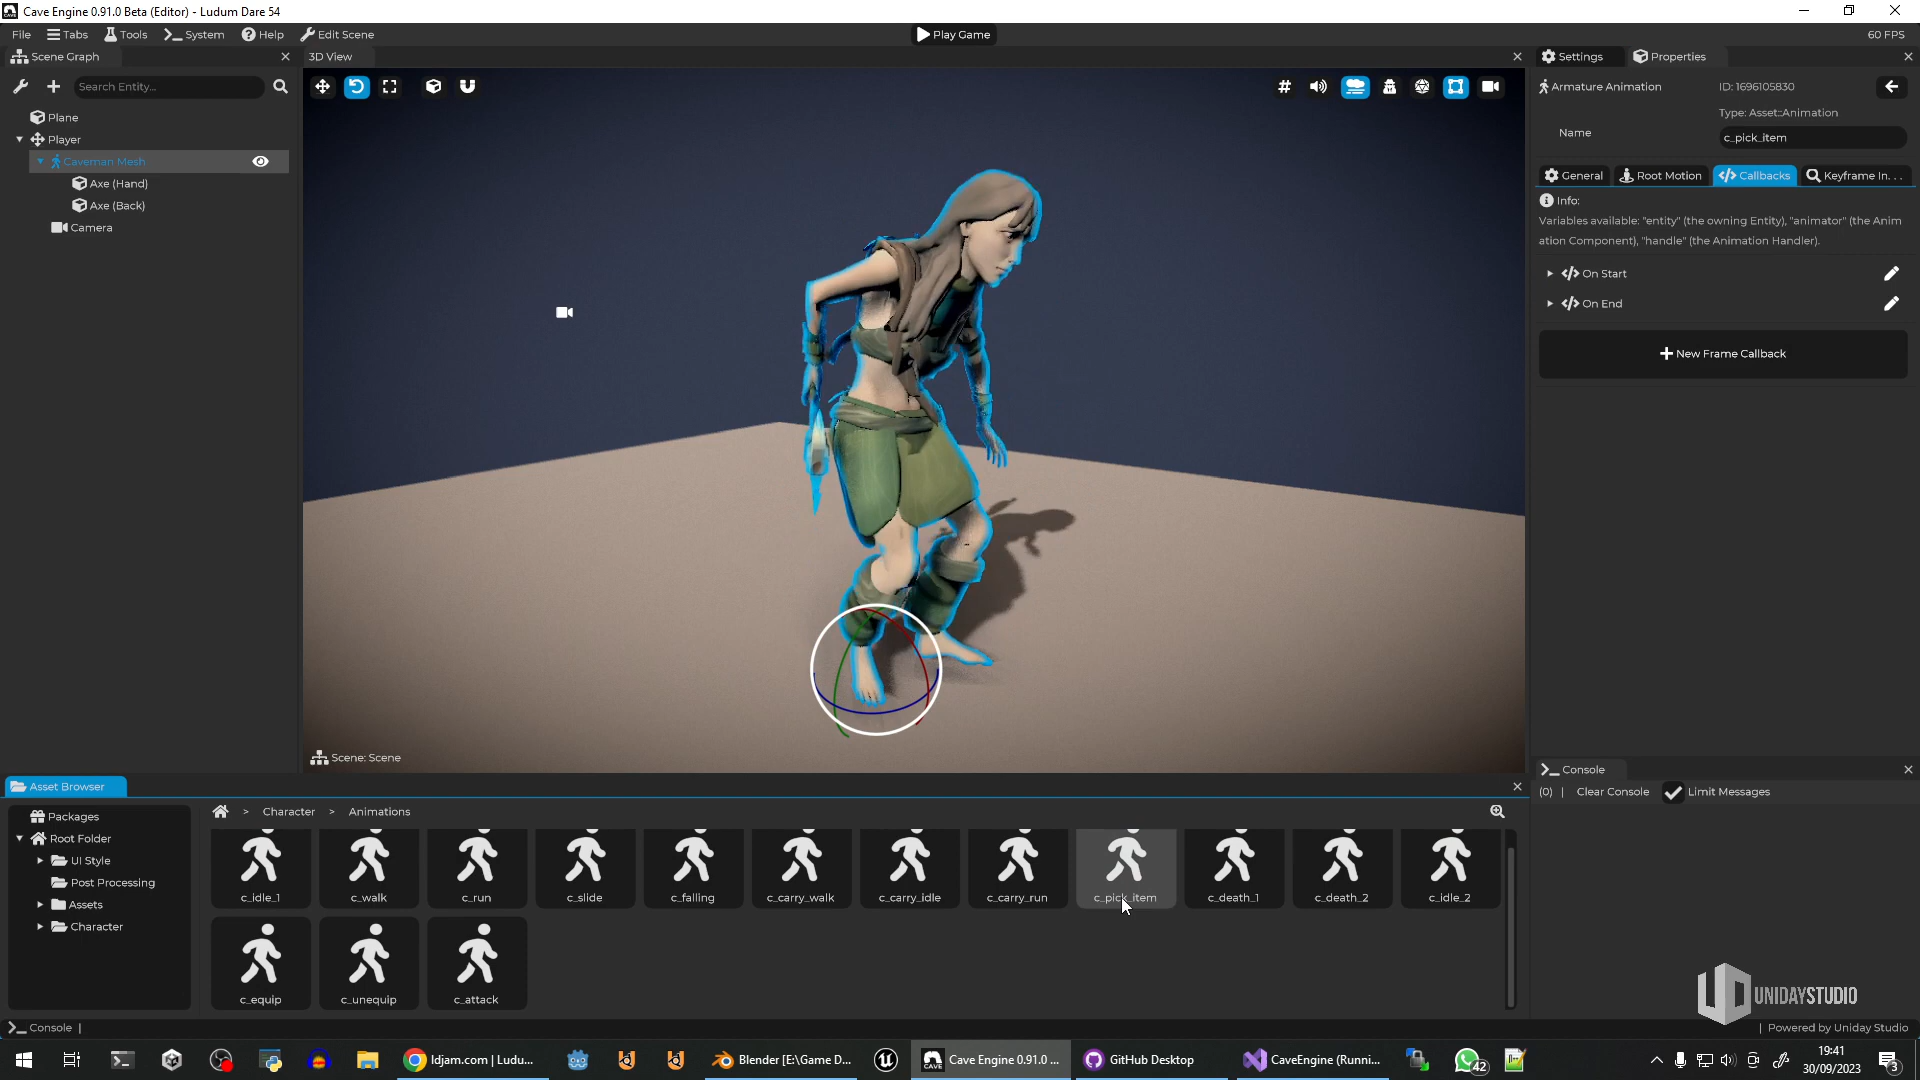 Cave Engine 0.91.0 Beta (Editor) - Ludum Dare 54
File Tabs Tools System Help Edit Scene
Play Game
60 FPS
Scene Graph
3D View
Settings
Properties
Search Entity...
Plane
Player
Caveman Mesh
Axe (Hand)
Axe (Back)
Camera
Armature Animation
ID: 1696105830
Type: Asset::Animation
Name
c_pick_item
General
Root Motion
Callbacks
Keyframe In. . .
Info:
Variables available: "entity" (the owning Entity), "animator" (the Anim
ation Component), "handle" (the Animation Handler).
On Start
On End
New Frame Callback
Scene: Scene
Asset Browser
Packages
Root Folder
UI Style
Post Processing
Assets
Character
> Character > Animations
c_idle_1
c_walk
c_run
c_slide
c_falling
c_carry_walk
c_carry_idle
c_carry_run
c_pick_item
c_death_1
c_death_2
c_idle_2
c_equip
c_unequip
c_attack
Console
(0) | Clear Console
Limit Messages
UNIDAYSTUDIO
Console |
| Powered by Uniday Studio
ldjam.com | Ludu...
Blender [E:\Game D...
CAVE
Cave Engine 0.91.0 ...
GitHub Desktop
CaveEngine (Runni...
42
19:41
30/09/2023
3